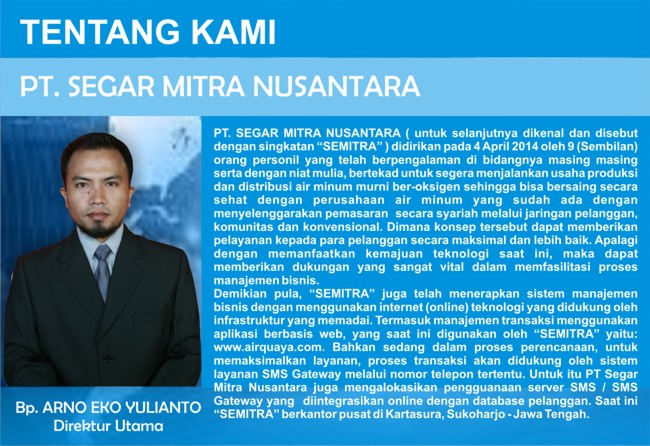 TENTANG KAMI
PT. SEGAR MITRA NUSANTARA
PT. SEGAR MITRA NUSANTARA ( untuk selanjutnya dikenal dan disebut
dengan singkatan “SEMITRA” ) didirikan pada 4 April 2014 oleh 9 (Sembilan)
orang personil yang telah berpengalaman di bidangnya masing masing
serta dengan niat mulia, bertekad untuk segera menjalankan usaha produksi
dan distribusi air minum murni ber-oksigen sehingga bisa bersaing secara
sehat dengan perusahaan air minum yang sudah ada dengan
menyelenggarakan pemasaran secara syariah melalui jaringan pelanggan,
komunitas dan konvensional. Dimana konsep tersebut dapat memberikan
pelayanan kepada para pelanggan secara maksimal dan lebih baik. Apalagi
dengan memanfaatkan kemajuan teknologi saat ini, maka dapat
memberikan dukungan yang sangat vital dalam memfasilitasi proses
manajemen bisnis.
Demikian pula, “SEMITRA” juga telah menerapkan sistem manajemen
bisnis dengan menggunakan internet (online) teknologi yang didukung oleh
infrastruktur yang memadai. Termasuk manajemen transaksi menggunakan
aplikasi berbasis web, yang saat ini digunakan oleh “SEMITRA” yaitu:
www.airquaya.com. Bahkan sedang dalam proses perencanaan, untuk
memaksimalkan layanan, proses transaksi akan didukung oleh sistem
layanan SMS Gateway melalui nomor telepon tertentu. Untuk itu PT Segar
Mitra Nusantara juga mengalokasikan pengguanaan server SMS / SMS
Gateway yang diintegrasikan online dengan database pelanggan. Saat ini
“SEMITRA” berkantor pusat di Kartasura, Sukoharjo - Jawa Tengah.
Bp. ARNO EKO YULIANTO
Direktur Utama